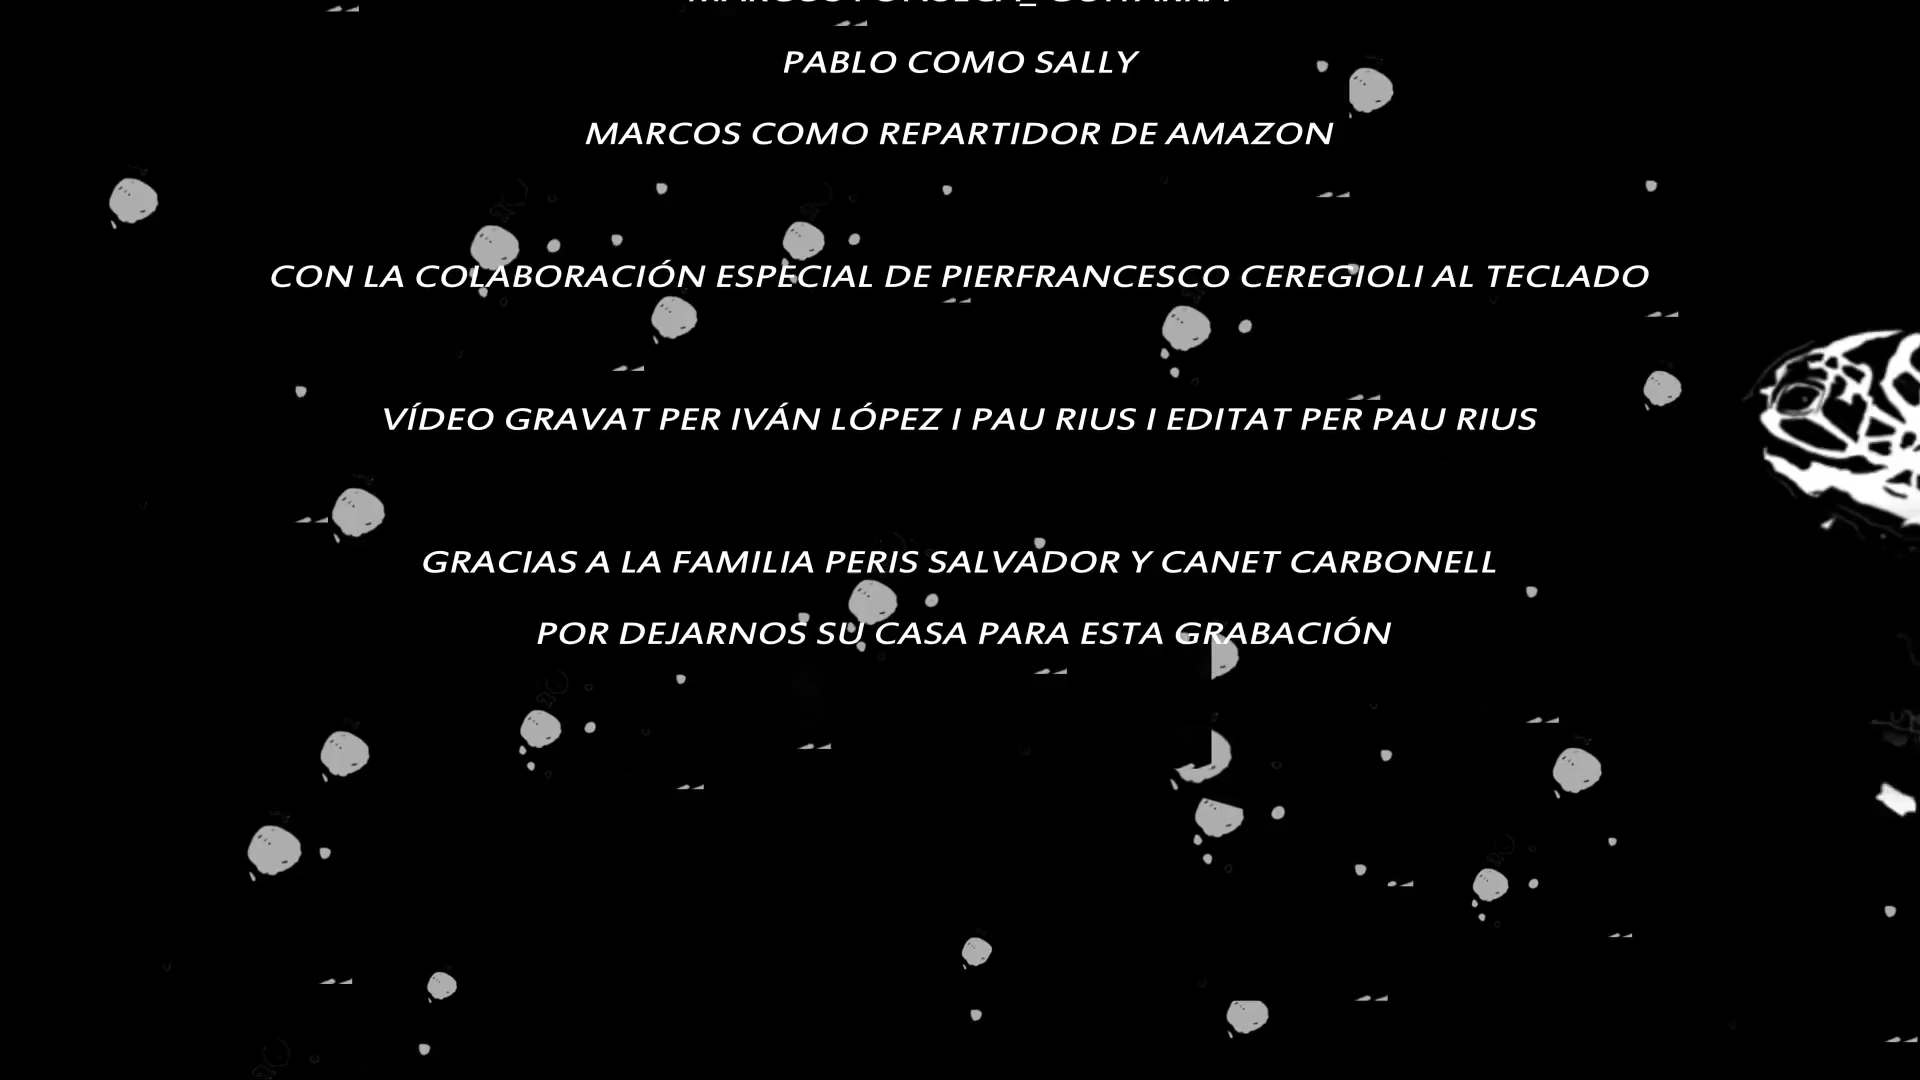 PABLO COMO SALLY
MARCOS COMO REPARTIDOR DE AMAZON
CON LA COLABORACIÓN ESPECIAL DE PIERFRANCESCO CEREGIOLI AL TECLADO
VÍDEO GRAVAT PER IVÁN LÓPEZ I PAU RIUS I EDITAT PER PAU RIUS
GRACIAS A LA FAMILIA PERIS SALVADOR Y CANET CARBONELL
POR DEJARNOS SU CASA PARA ESTA GRABACIÓN